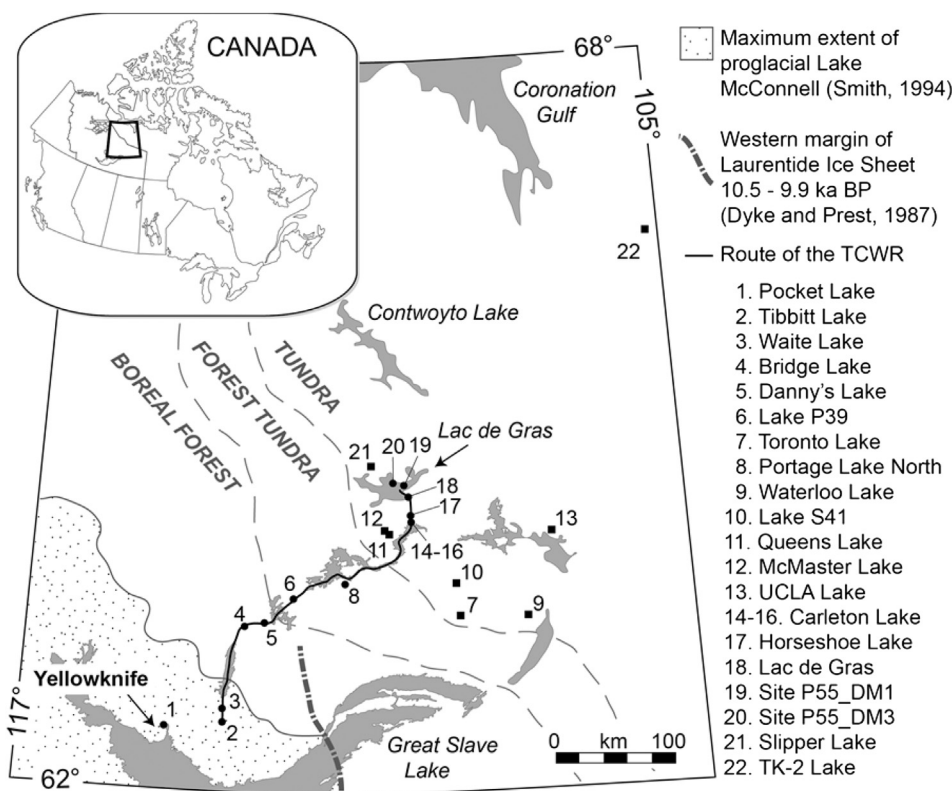 CANADA
68°
105°
Coronation
Gulf
22
Contwoyto Lake
BOREAL FOREST
FOREST TUNDRA
TUNDRA
Lac de Gras
21
20
19
18
17
12
11
14-16
13
10
8
6
7
9
4
5
Yellowknife
3
1
2
117°
62°
Great Slave
Lake
0 km 100
Maximum extent of
proglacial Lake
McConnell (Smith, 1994)
Western margin of
Laurentide Ice Sheet
10.5 - 9.9 ka BP
(Dyke and Prest, 1987)
Route of the TCWR
1. Pocket Lake
2. Tibbitt Lake
3. Waite Lake
4. Bridge Lake
5. Danny's Lake
6. Lake P39
7. Toronto Lake
8. Portage Lake North
9. Waterloo Lake
10. Lake S41
11. Queens Lake
12. McMaster Lake
13. UCLA Lake
14-16. Carleton Lake
17. Horseshoe Lake
18. Lac de Gras
19. Site P55_DM1
20. Site P55_DM3
21. Slipper Lake
22. TK-2 Lake